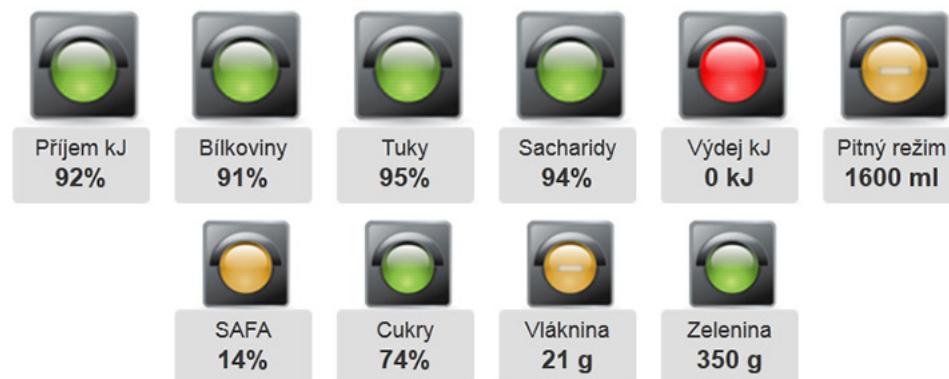 Příjem kJ
92%
Bílkoviny
91%
Tuky
95%
Sacharidy
94%
Výdej kJ
0 kJ
Pitný režim
1600 ml
SAFA
14%
Cukry
74%
Vláknina
21 g
Zelenina
350 g